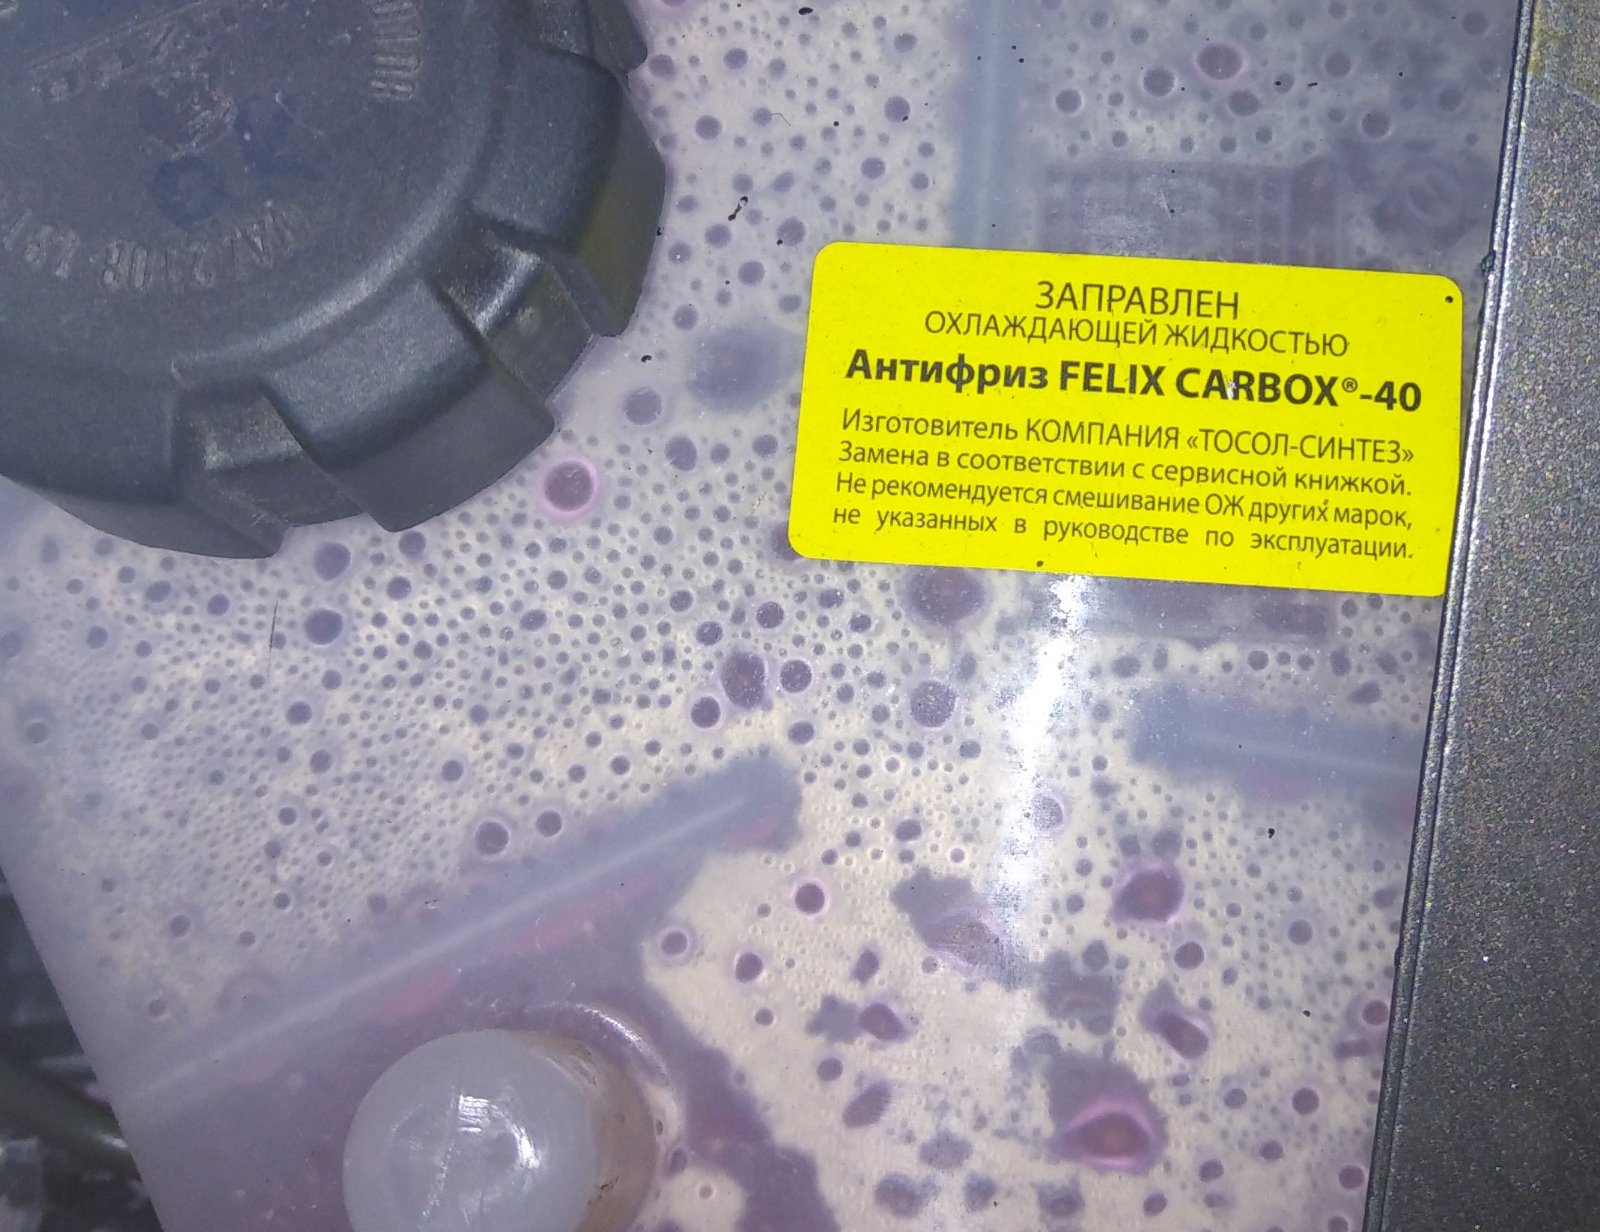 ЗАПРАВЛЕН
ОХЛАЖДАЮЩЕЙ ЖИДКОСТЬЮ
Антифриз FELIX CARBOX®-40
Изготовитель КОМПАНИЯ «ТОСОЛ-СИНТЕЗ»
Замена в соответствии с сервисной книжкой.
Не рекомендуется смешивание ОЖ других марок,
не указанных в руководстве по эксплуатации.